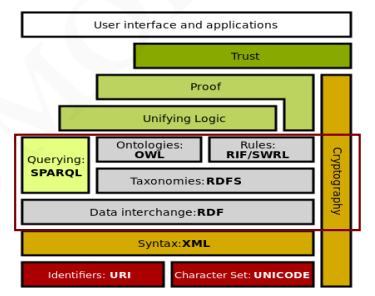 User interface and applications
Trust
Proof
Unifying Logic
Querying:
SPARQL
Ontologies:
OWL
Rules:
RIF/SWRL
Taxonomies:RDFS
Data interchange:RDF
Cryptography
Syntax:XML
Identifiers: URI
Character Set: UNICODE